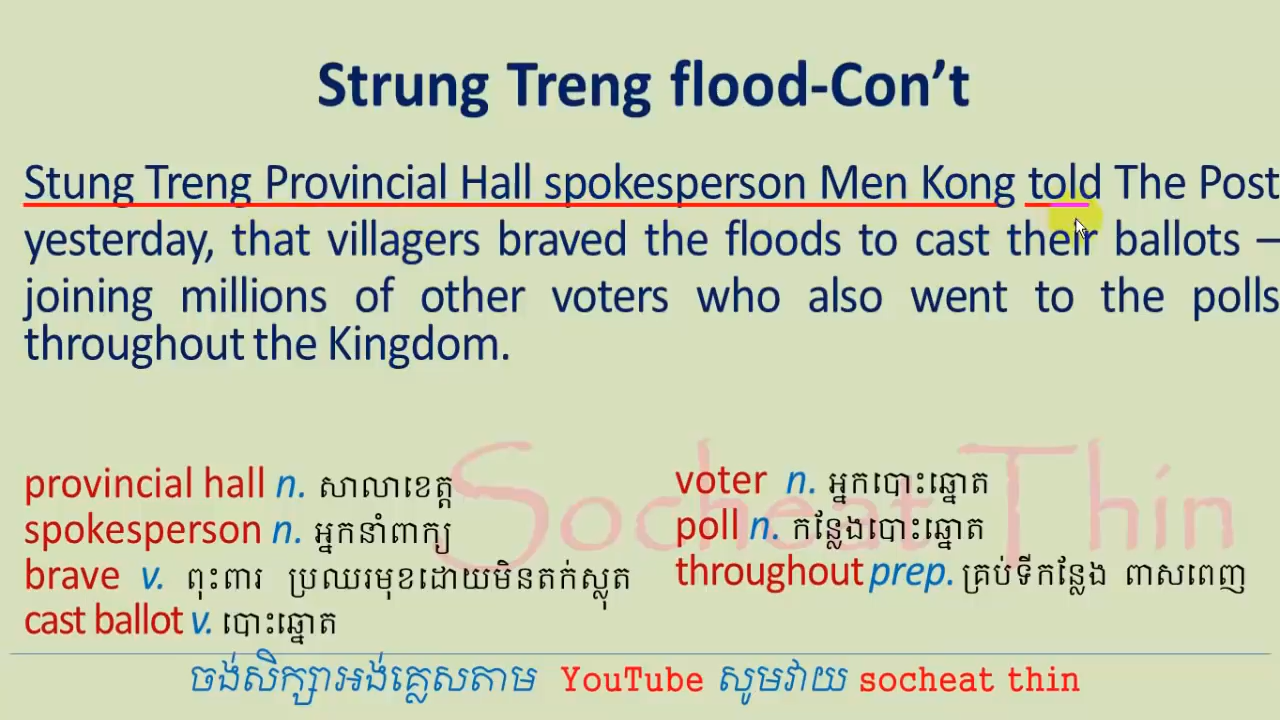 Strung Treng flood-Con’t
Stung Treng Provincial Hall spokesperson Men Kong told The Post
yesterday, that villagers braved the floods to cast their ballots –
joining millions of other voters who also went to the polls
throughout the Kingdom.
Socheat Thin
provincial hall n. សាលាខេត្ត
spokesperson n. អ្នកនាំពាក្យ
brave v. ពុះពារ ប្រឈរមុខដោយមិនតក់ស្លុត
cast ballot v. បោះឆ្នោត
voter n. អ្នកបោះឆ្នោត
poll n. កន្លែងបោះឆ្នោត
throughout prep. គ្រប់ទីកន្លែង ពាសពេញ
ចង់សិក្សាអង់គ្លេសតាម YouTube សូមវាយ socheat thin